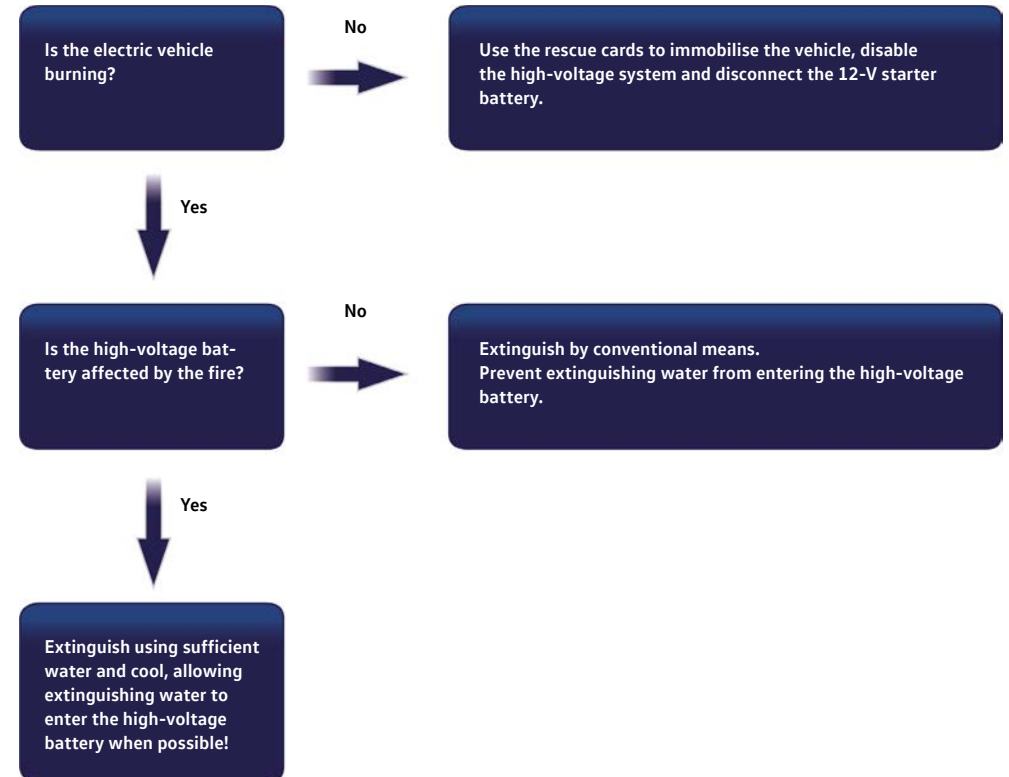 Is the electric vehicle
burning?
No
Use the rescue cards to immobilise the vehicle, disable
the high-voltage system and disconnect the 12-V starter
battery.
Yes
Is the high-voltage bat-
tery affected by the fire?
No
Extinguish by conventional means.
Prevent extinguishing water from entering the high-voltage
battery.
Yes
Extinguish using sufficient
water and cool, allowing
extinguishing water to
enter the high-voltage
battery when possible!